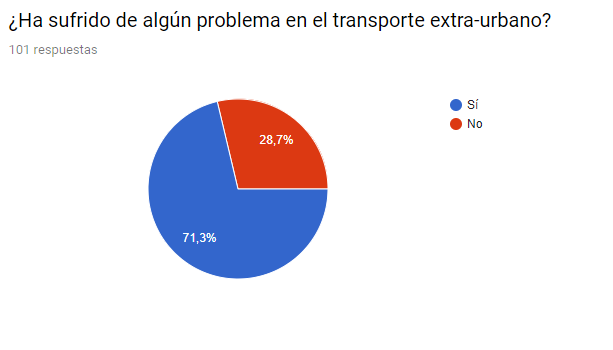 ¿Ha sufrido de algún problema en el transporte extra-urbano?
101 respuestas
Sí
No
28,7%
71,3%